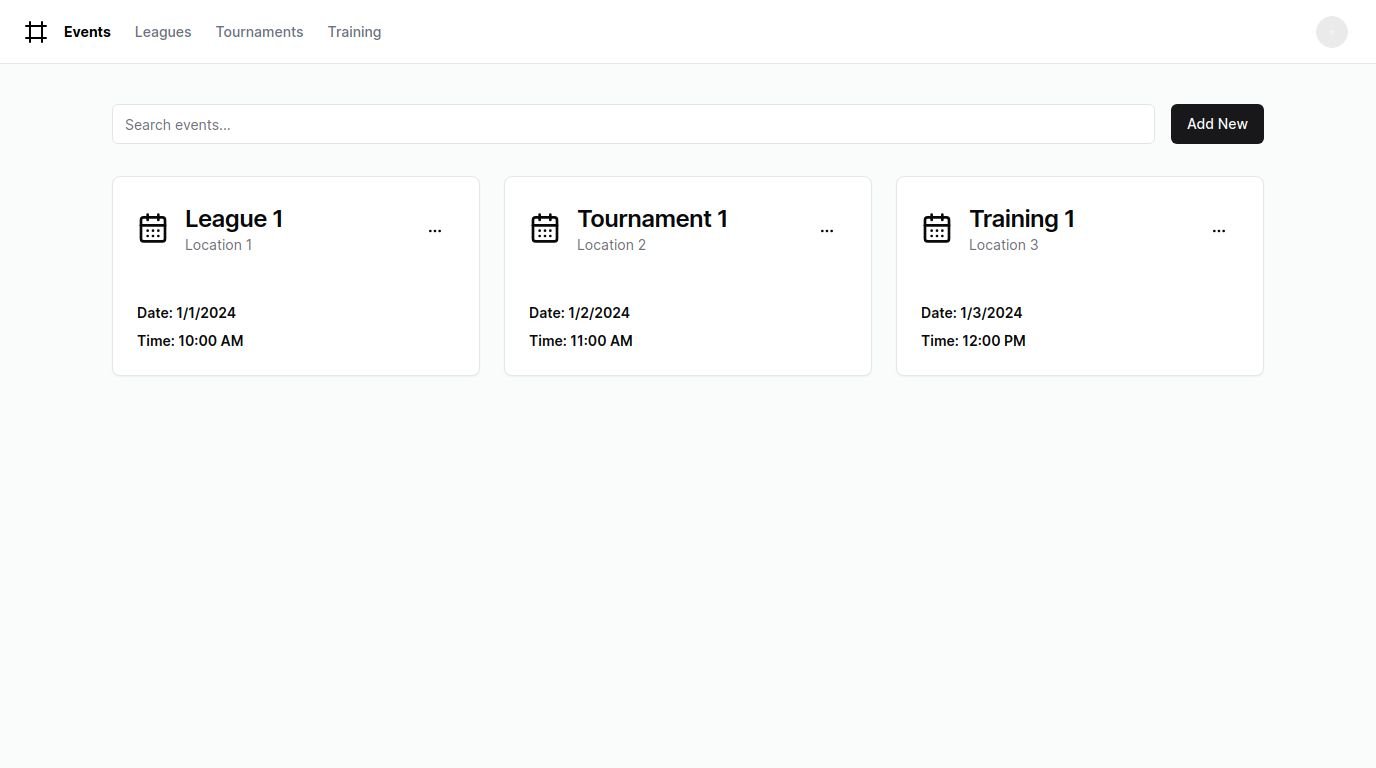 Events Leagues Tournaments Training
Search events...
Add New
League 1
Location 1
Date: 1/1/2024
Time: 10:00 AM
Tournament 1
Location 2
Date: 1/2/2024
Time: 11:00 AM
Training 1
Location 3
Date: 1/3/2024
Time: 12:00 PM